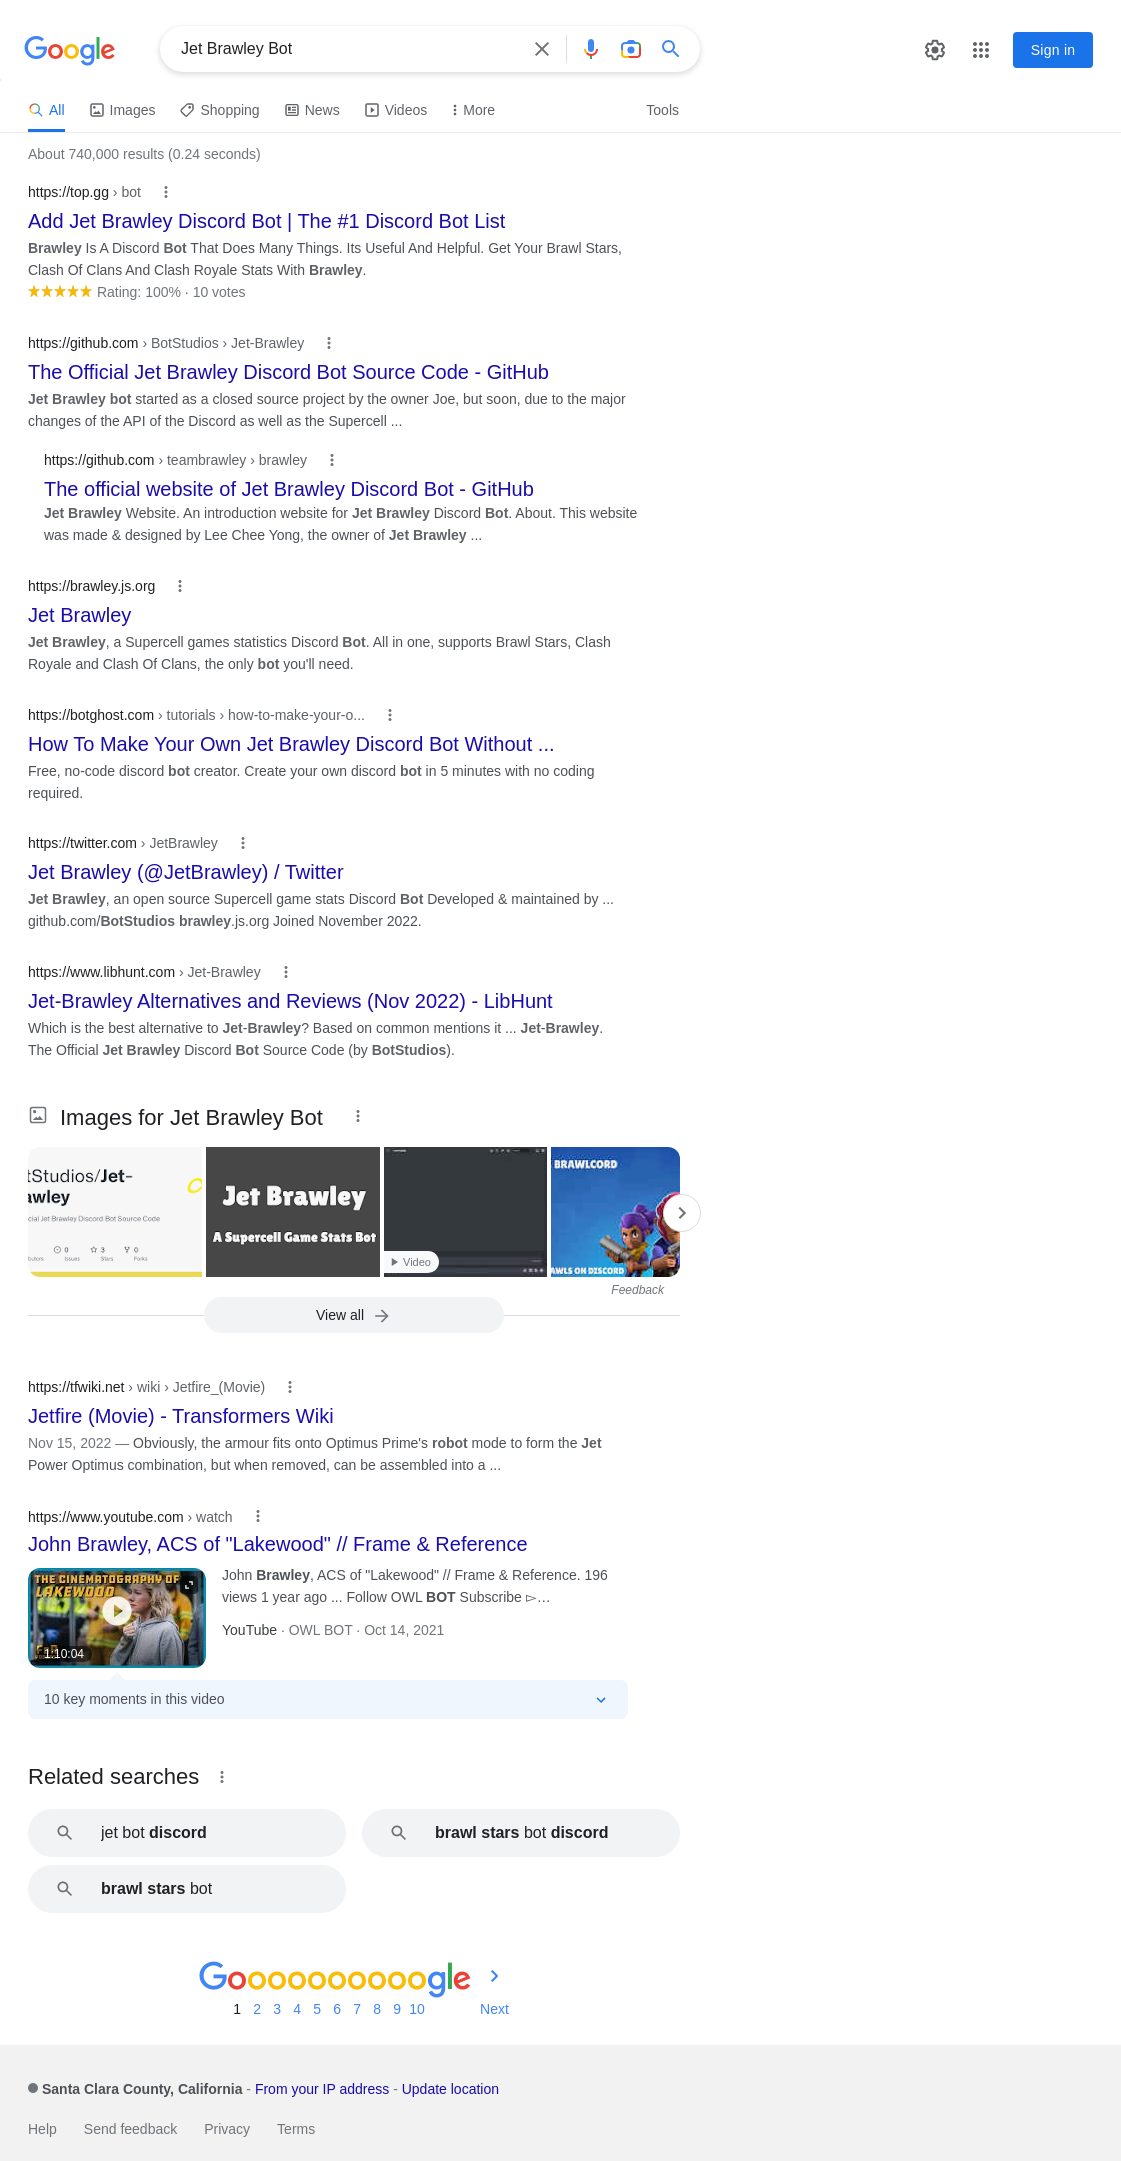 Google
Jet Brawley Bot
Sign in
All
Images
Shopping
News
Videos
More
Tools
About 740,000 results (0.24 seconds)
https://top.gg › bot
Add Jet Brawley Discord Bot | The #1 Discord Bot List
Brawley Is A Discord Bot That Does Many Things. Its Useful And Helpful. Get Your Brawl Stars,
Clash Of Clans And Clash Royale Stats With Brawley.
Rating: 100% · 10 votes
https://github.com › BotStudios › Jet-Brawley
The Official Jet Brawley Discord Bot Source Code - GitHub
Jet Brawley bot started as a closed source project by the owner Joe, but soon, due to the major
changes of the API of the Discord as well as the Supercell ...
https://github.com › teambrawley › brawley
The official website of Jet Brawley Discord Bot - GitHub
Jet Brawley Website. An introduction website for Jet Brawley Discord Bot. About. This website
was made & designed by Lee Chee Yong, the owner of Jet Brawley ...
https://brawley.js.org
Jet Brawley
Jet Brawley, a Supercell games statistics Discord Bot. All in one, supports Brawl Stars, Clash
Royale and Clash Of Clans, the only bot you'll need.
https://botghost.com › tutorials › how-to-make-your-o...
How To Make Your Own Jet Brawley Discord Bot Without ...
Free, no-code discord bot creator. Create your own discord bot in 5 minutes with no coding
required.
https://twitter.com › JetBrawley
Jet Brawley (@JetBrawley) / Twitter
Jet Brawley, an open source Supercell game stats Discord Bot Developed & maintained by ...
github.com/BotStudios brawley.js.org Joined November 2022.
https://www.libhunt.com › Jet-Brawley
Jet-Brawley Alternatives and Reviews (Nov 2022) - LibHunt
Which is the best alternative to Jet-Brawley? Based on common mentions it ... Jet-Brawley.
The Official Jet Brawley Discord Bot Source Code (by BotStudios).
Images for Jet Brawley Bot
tStudios/Jet-
awley
cial Jet Brawley Discord Bot Source Code
0 3 0
butors Issues Stars Forks
Jet Brawley
A Supercell Game Stats Bot
Video
BRAWLCORD
AWLS ON DISCORD
Feedback
View all
https://tfwiki.net › wiki › Jetfire_(Movie)
Jetfire (Movie) - Transformers Wiki
Nov 15, 2022 — Obviously, the armour fits onto Optimus Prime's robot mode to form the Jet
Power Optimus combination, but when removed, can be assembled into a ...
https://www.youtube.com › watch
John Brawley, ACS of "Lakewood" // Frame & Reference
THE CINEMATOGRAPHY OF
LAKEWOOD
1:10:04
John Brawley, ACS of "Lakewood" // Frame & Reference. 196
views 1 year ago ... Follow OWL BOT Subscribe ▻…
YouTube · OWL BOT · Oct 14, 2021
10 key moments in this video
Related searches
jet bot discord
brawl stars bot discord
brawl stars bot
Goooooooooogle
1 2 3 4 5 6 7 8 9 10 Next
Santa Clara County, California - From your IP address - Update location
Help Send feedback Privacy Terms